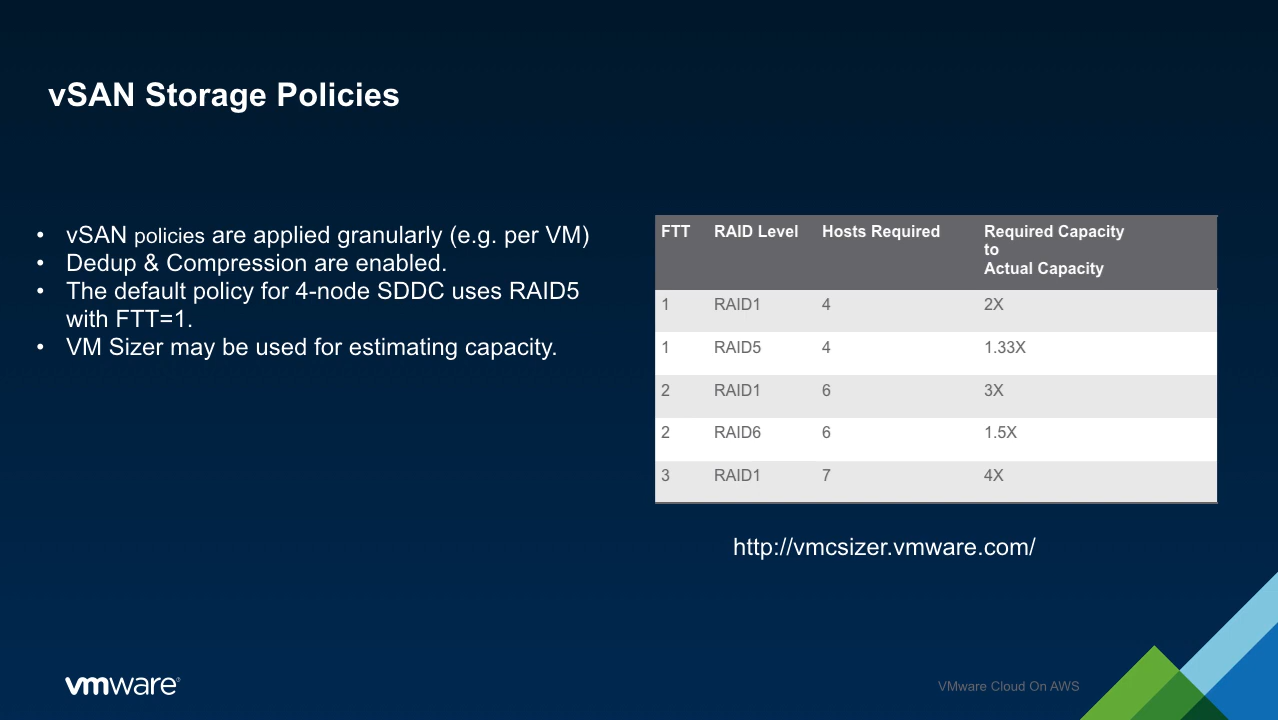 vSAN Storage Policies
• vSAN policies are applied granularly (e.g. per VM)
• Dedup & Compression are enabled.
• The default policy for 4-node SDDC uses RAID5
with FTT=1.
• VM Sizer may be used for estimating capacity.
FTT RAID Level Hosts Required Required Capacity
to
Actual Capacity
1 RAID1 4 2X
1 RAID5 4 1.33X
2 RAID1 6 3X
2 RAID6 6 1.5X
3 RAID1 7 4X
http://vmcsizer.vmware.com/
vmware®
VMware Cloud On AWS